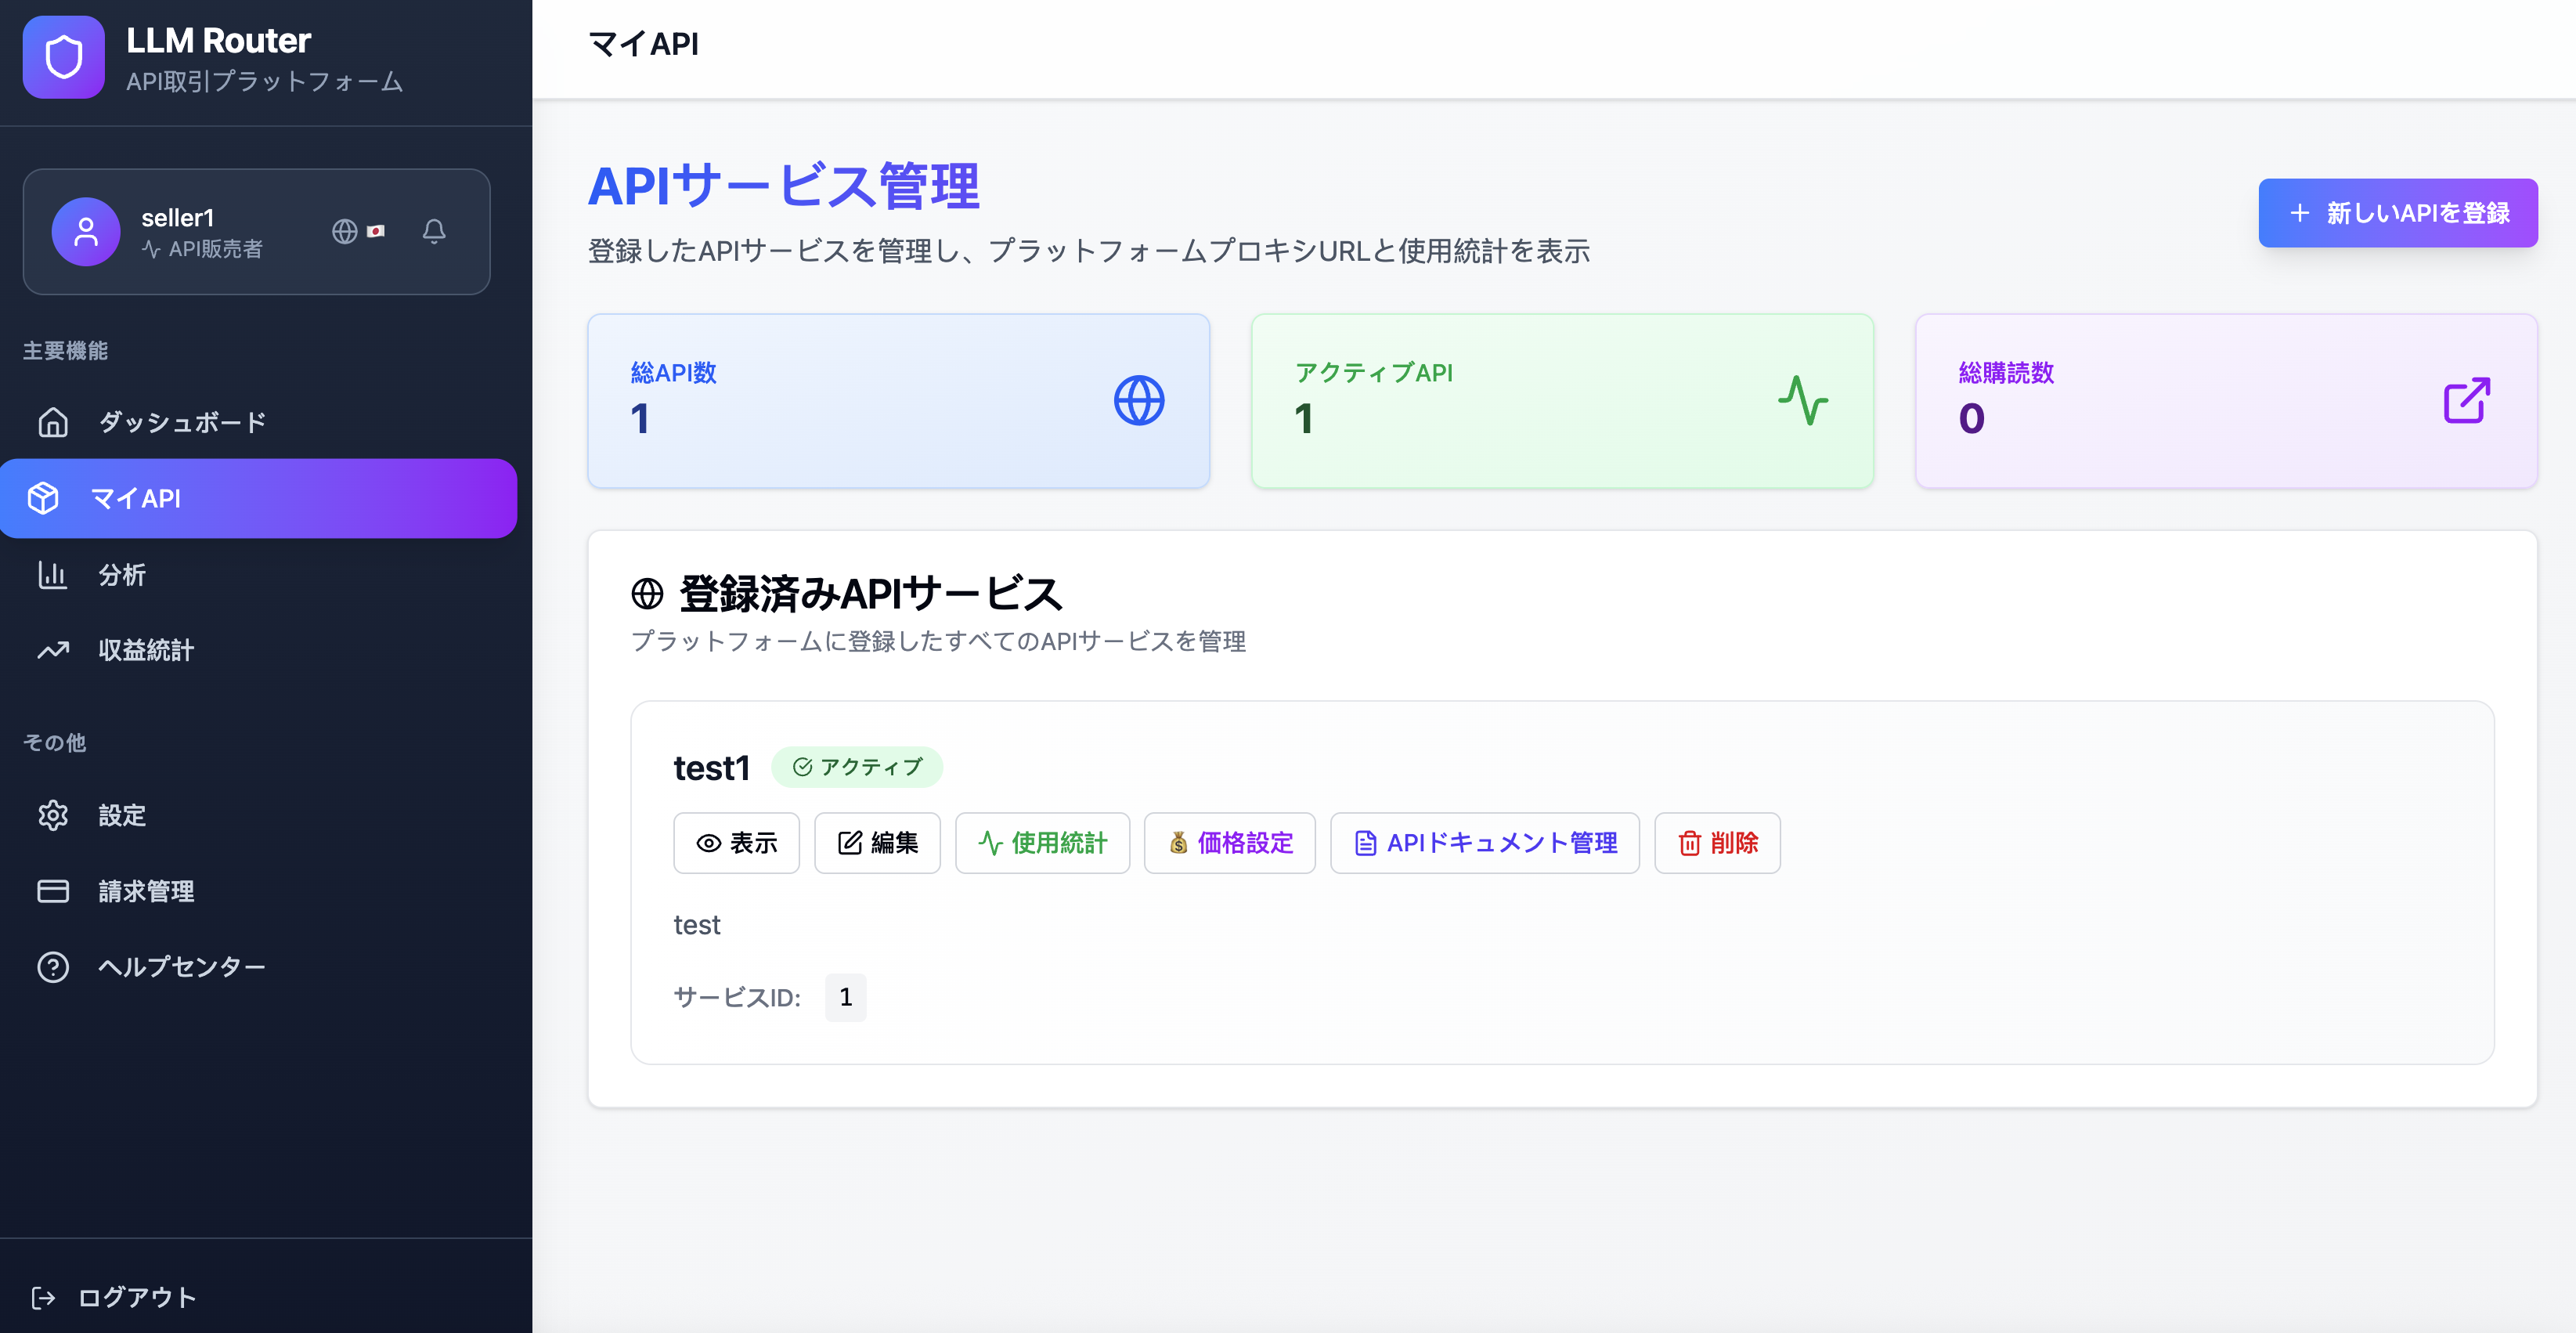 LLM Router
API取引プラットフォーム
seller1
API販売者
主要機能
ダッシュボード
マイAPI
分析
収益統計
その他
設定
請求管理
ヘルプセンター
ログアウト
マイAPI
APIサービス管理
登録したAPIサービスを管理し、プラットフォームプロキシURLと使用統計を表示
新しいAPIを登録
総API数
1
アクティブAPI
1
総購読数
0
登録済みAPIサービス
プラットフォームに登録したすべてのAPIサービスを管理
test1 アクティブ
表示 編集 使用統計 価格設定 APIドキュメント管理 削除
test
サービスID: 1